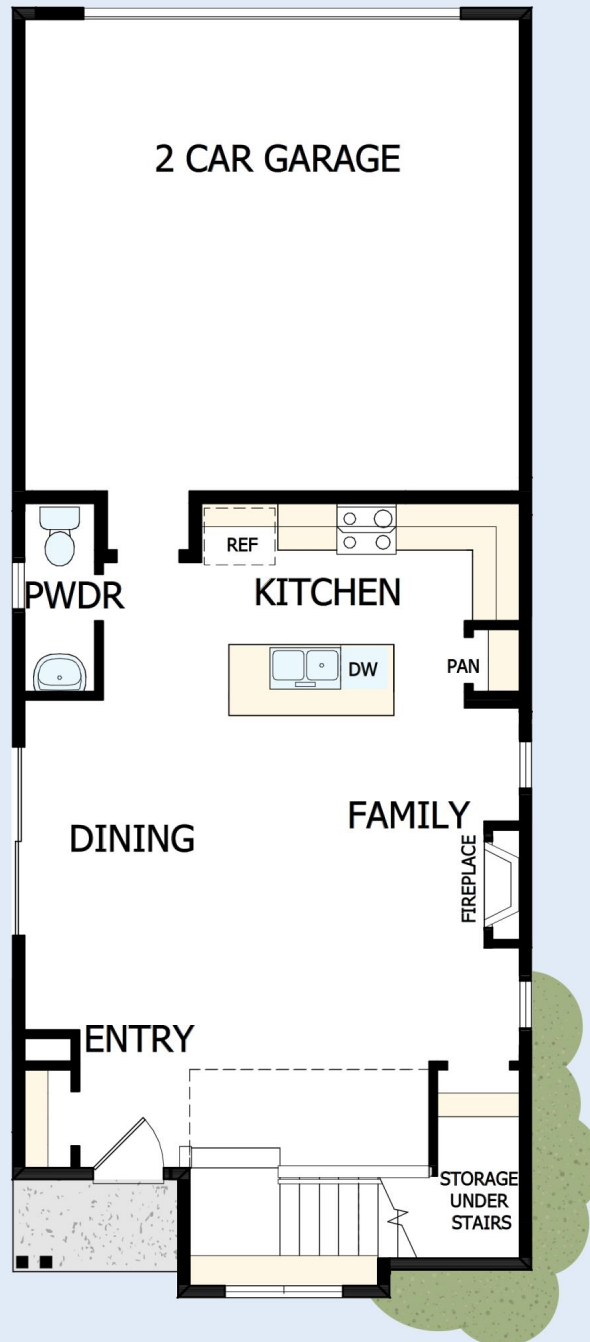 2 CAR GARAGE
REF
PWDR
KITCHEN
DW
PAN
FAMILY
DINING
FIREPLACE
ENTRY
STORAGE
UNDER
STAIRS